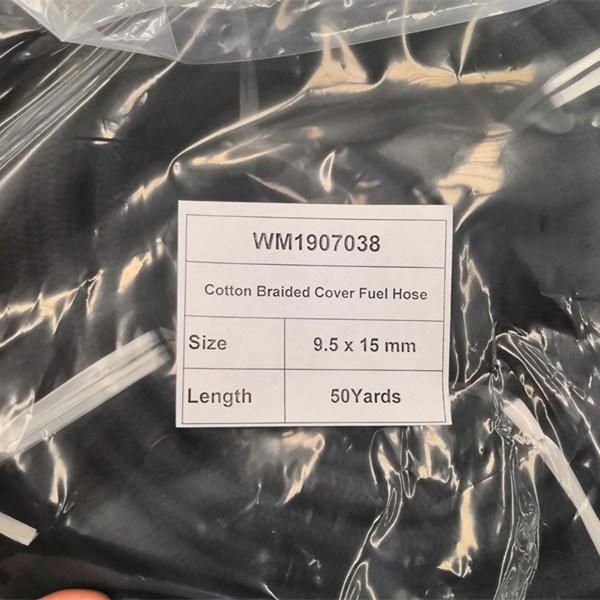 WM1907038
Cotton Braided Cover Fuel Hose
Size 9.5 x 15 mm
Length 50Yards